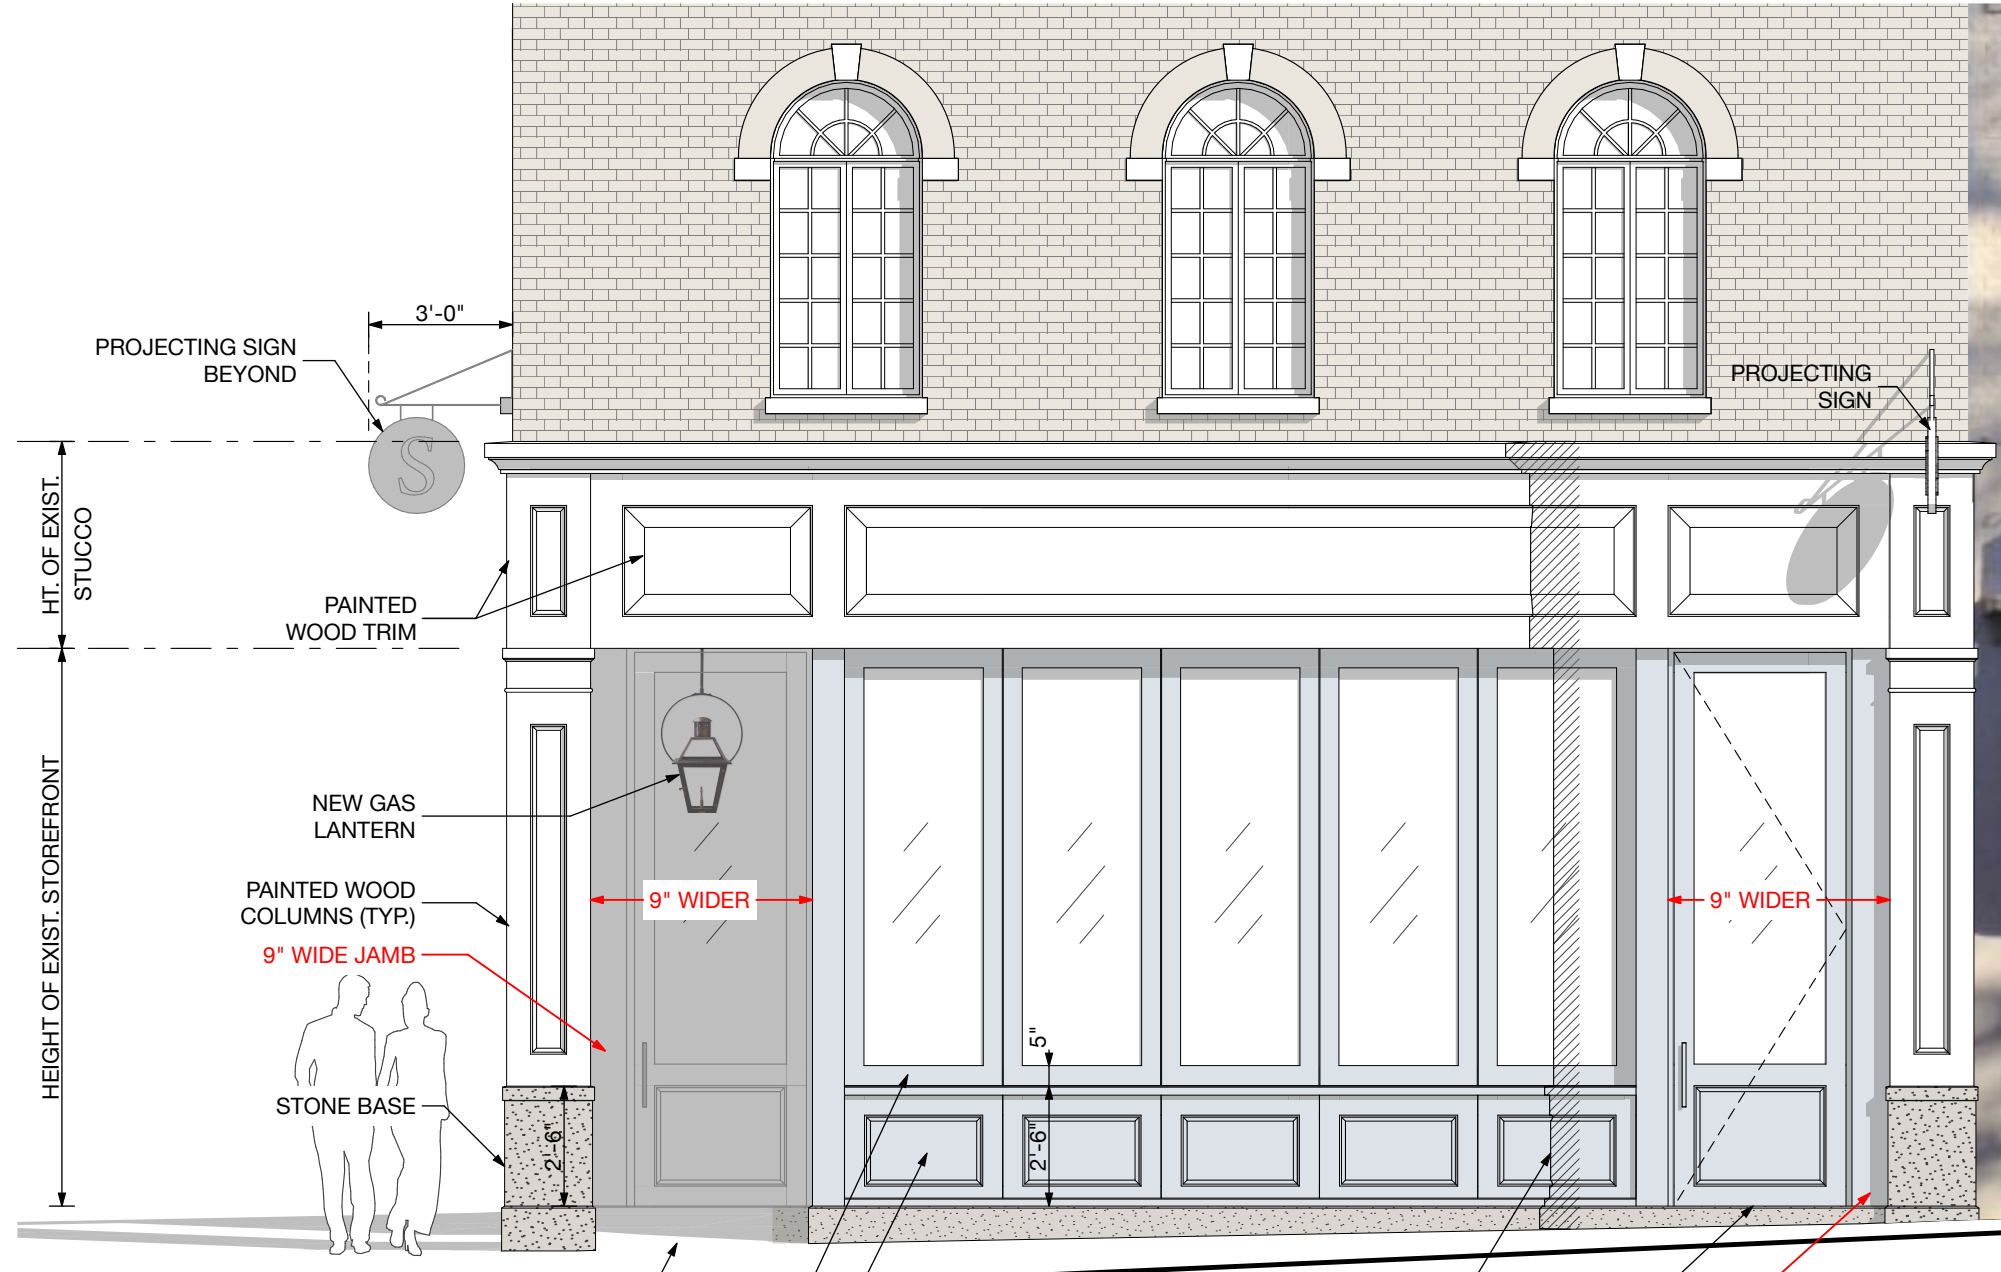 3'-0"
PROJECTING SIGN
BEYOND
PROJECTING
SIGN
S
HT. OF EXIST.
STUCCO
PAINTED
WOOD TRIM
NEW GAS
LANTERN
HEIGHT OF EXIST. STOREFRONT
PAINTED WOOD
COLUMNS (TYP.)
9" WIDER
9" WIDER
9" WIDE JAMB
5"
STONE BASE
2'-6"
2'-6"